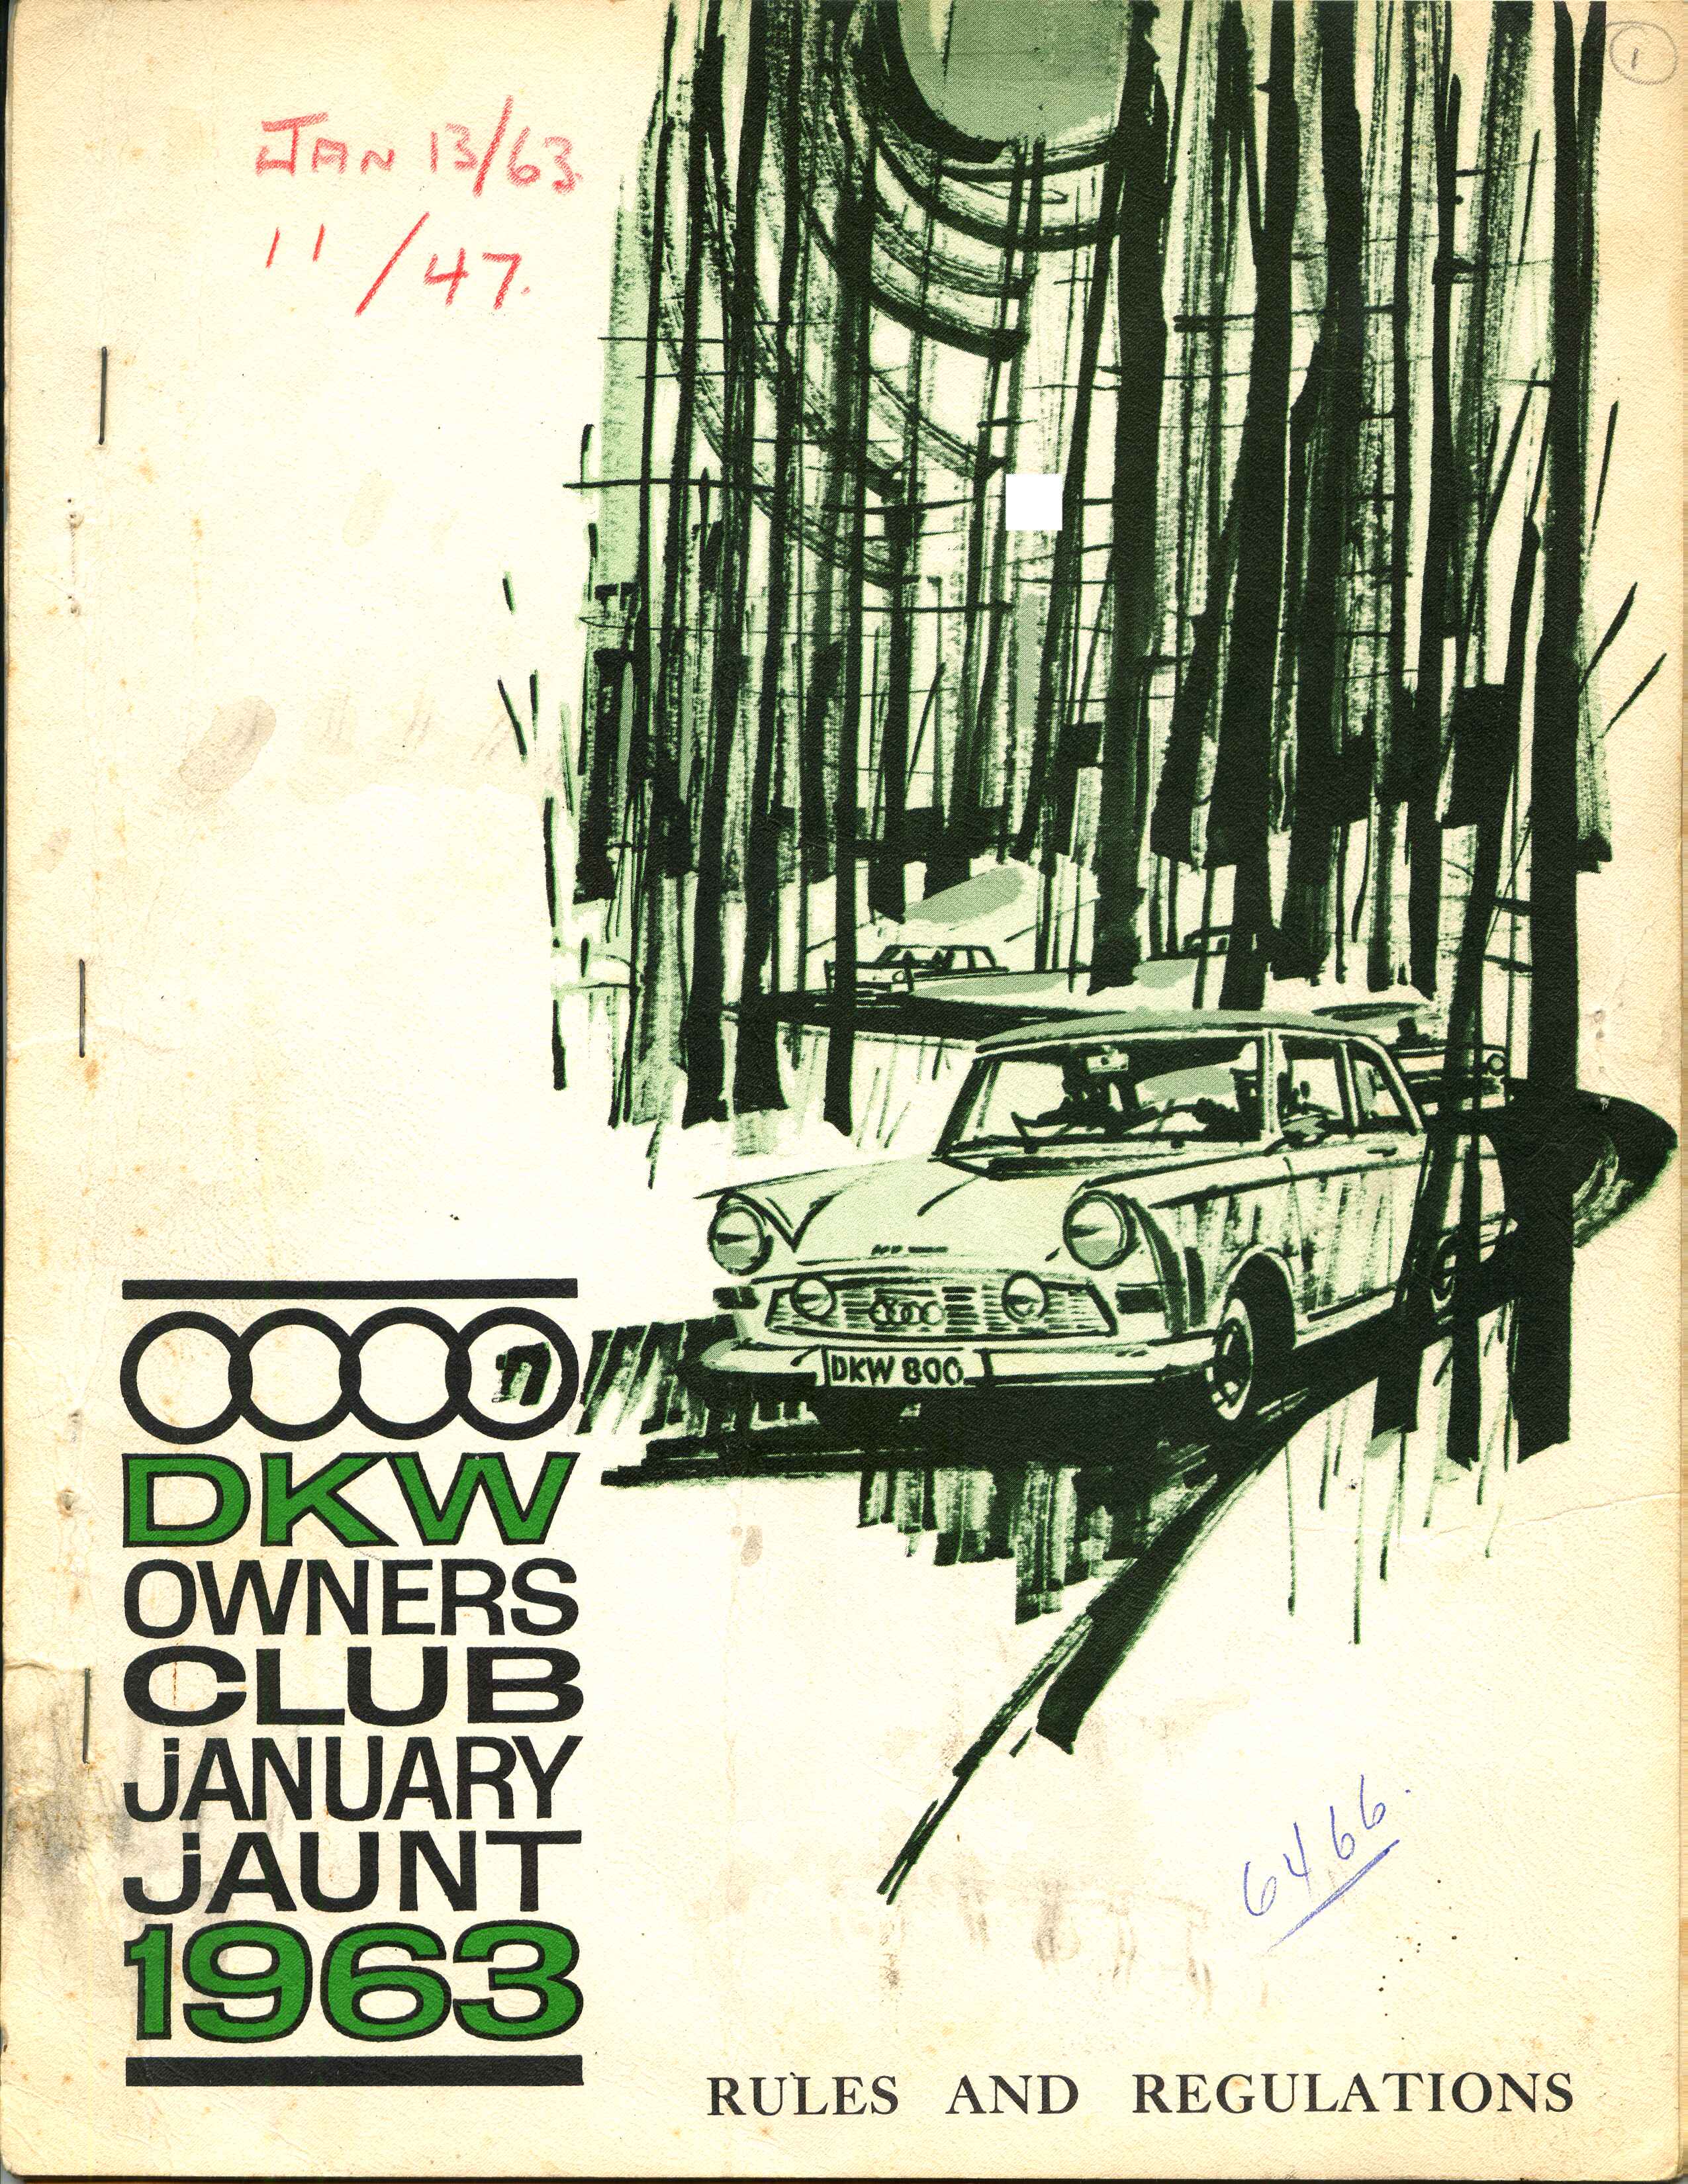 1
JAN 13/63.
11/47.
DKW 800
DKW
OWNERS
CLUB
jANUARY
jAUNT
1963
6466.
RULES AND REGULATIONS